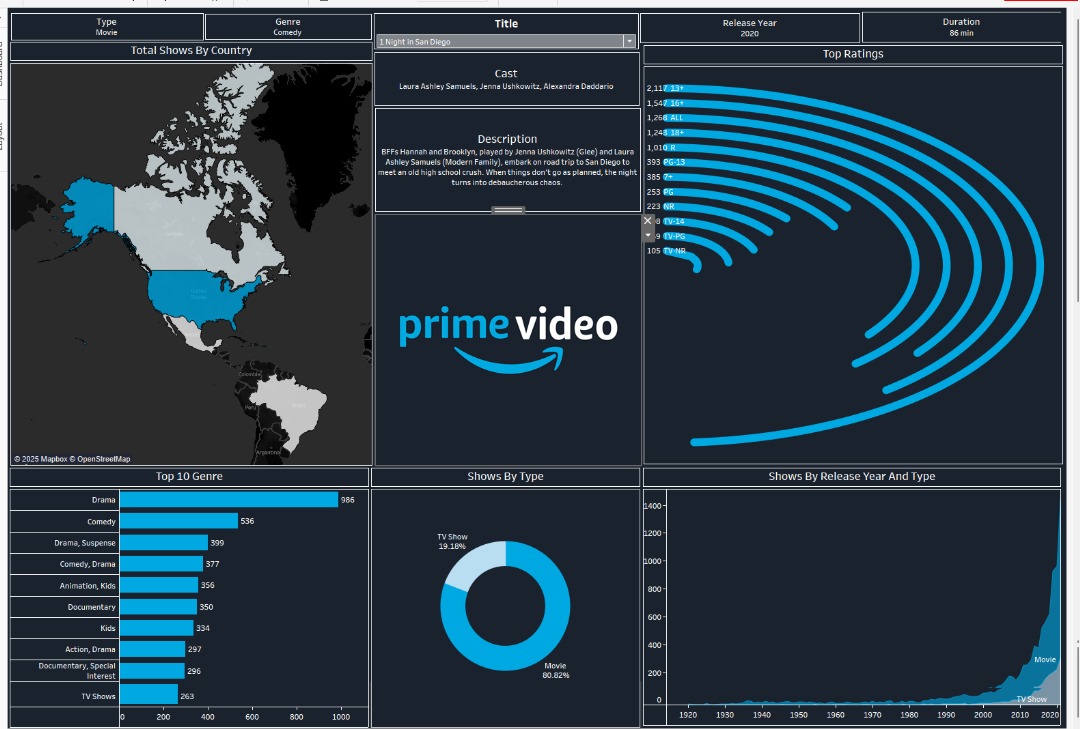 Type
Movie
Genre
Comedy
Title
1 Night in San Diego
Release Year
2020
Duration
86 min
Total Shows By Country
© 2025 Mapbox © OpenStreetMap
Cast
Laura Ashley Samuels, Jenna Ushkowitz, Alexandra Daddario
Description
BFFs Hannah and Brooklyn, played by Jenna Ushkowitz (Glee) and Laura
Ashley Samuels (Modern Family), embark on road trip to San Diego to
meet an old high school crush. When things don't go as planned, the night
turns into debaucherous chaos.
prime video
Top Ratings
2,117 13+
1,547 16+
1,268 ALL
1,248 18+
1,010 R
393 PG-13
385 7+
253 PG
223 NR
8 TV-14
9 TV-PG
105 TV-NR
Top 10 Genre
Drama 986
Comedy 536
Drama, Suspense 399
Comedy, Drama 377
Animation, Kids 356
Documentary 350
Kids 334
Action, Drama 297
Documentary, Special
Interest 296
TV Shows 263
0 200 400 600 800 1000
Shows By Type
TV Show
19.18%
Movie
80.82%
Shows By Release Year And Type
1400
1200
1000
800
600
400
200
0
Movie
TV Show
1920 1930 1940 1950 1960 1970 1980 1990 2000 2010 2020